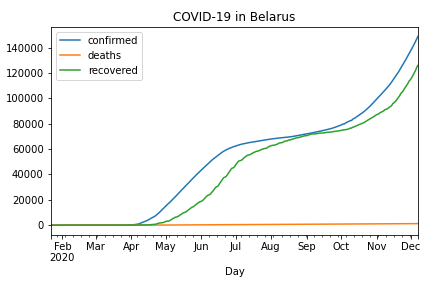 COVID-19 in Belarus
confirmed
deaths
recovered
140000
120000
100000
80000
60000
40000
20000
0
Feb Mar Apr May Jun Jul Aug Sep Oct Nov Dec
2020
Day